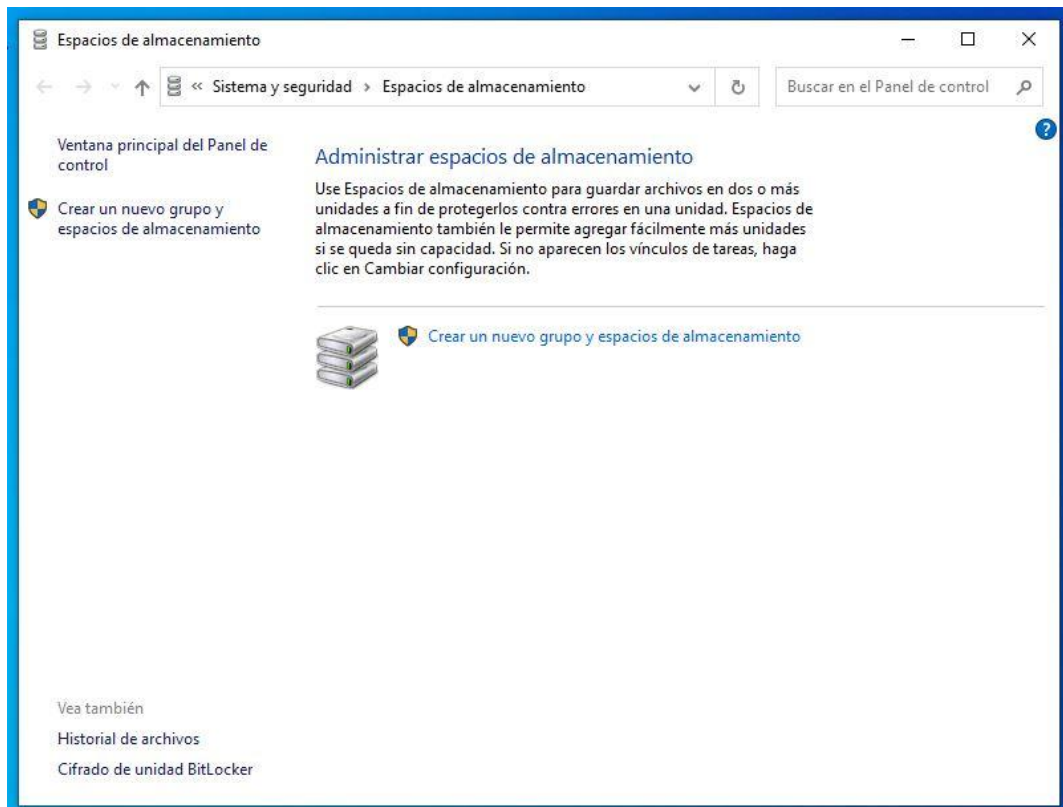 Espacios de almacenamiento
« Sistema y seguridad › Espacios de almacenamiento
Buscar en el Panel de control
?
Ventana principal del Panel de
control
Crear un nuevo grupo y
espacios de almacenamiento
Administrar espacios de almacenamiento
Use Espacios de almacenamiento para guardar archivos en dos o más
unidades a fin de protegerlos contra errores en una unidad. Espacios de
almacenamiento también le permite agregar fácilmente más unidades
si se queda sin capacidad. Si no aparecen los vínculos de tareas, haga
clic en Cambiar configuración.
Crear un nuevo grupo y espacios de almacenamiento
Vea también
Historial de archivos
Cifrado de unidad BitLocker